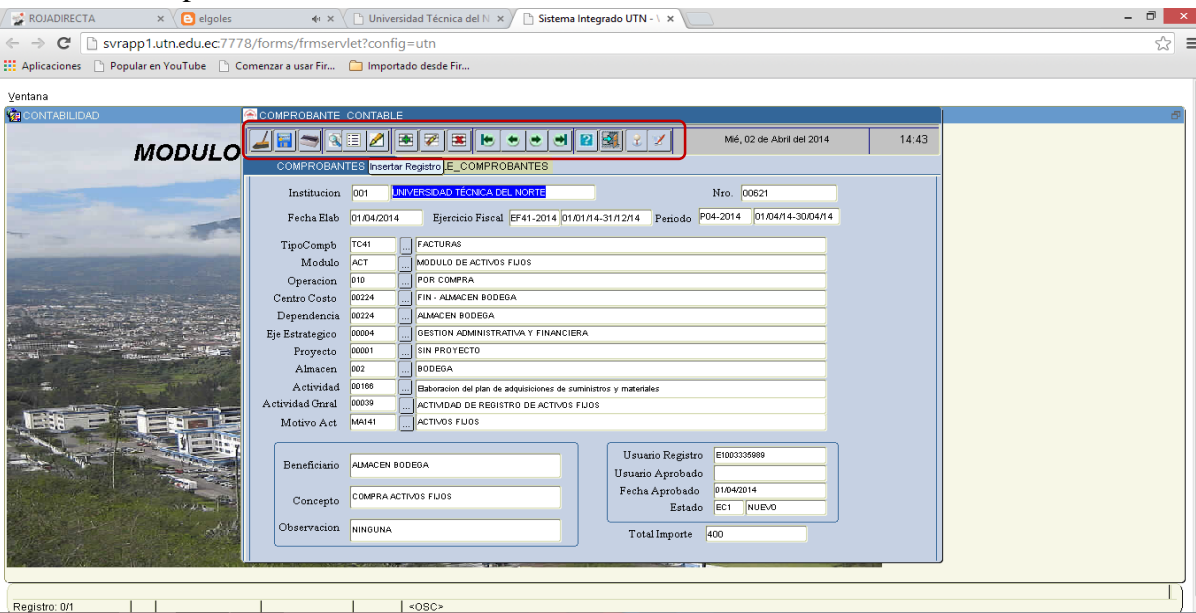 ROJADIRECTA elgoles Universidad Técnica del N Sistema Integrado UTN - \
svrapp1.utn.edu.ec:7778/forms/frmservlet?config=utn
Aplicaciones Popular en YouTube Comenzar a usar Fir... Importado desde Fir...
Ventana
CONTABILIDAD
MODULO
COMPROBANTE CONTABLE
Mié, 02 de Abril del 2014 14:43
COMPROBANTES Insertar Registro LE_COMPROBANTES
Institucion 001 UNIVERSIDAD TÉCNICA DEL NORTE Nro. 00621
Fecha Elab 01/04/2014 Ejercicio Fiscal EF41-2014 01/01/14-31/12/14 Periodo P04-2014 01/04/14-30/04/14
TipoCompb TC41 ... FACTURAS
Modulo ACT ... MODULO DE ACTIVOS FIJOS
Operacion 010 ... POR COMPRA
Centro Costo 00224 ... FIN - ALMACEN BODEGA
Dependencia 00224 ... ALMACEN BODEGA
Eje Estrategico 00004 ... GESTION ADMINISTRATIVA Y FINANCIERA
Proyecto 00001 ... SIN PROYECTO
Almacen 002 ... BODEGA
Actividad 00166 ... Elaboracion del plan de adquisiciones de suministros y materiales
Actividad Gnral 00039 ... ACTIVIDAD DE REGISTRO DE ACTIVOS FIJOS
Motivo Act MA141 ... ACTIVOS FIJOS
Beneficiario ALMACEN BODEGA
Concepto COMPRA ACTIVOS FIJOS
Observacion NINGUNA
Usuario Registro E1003335989
Usuario Aprobado
Fecha Aprobado 01/04/2014
Estado EC1 NUEVO
Total Importe 400
Registro: 0/1 <OSC>